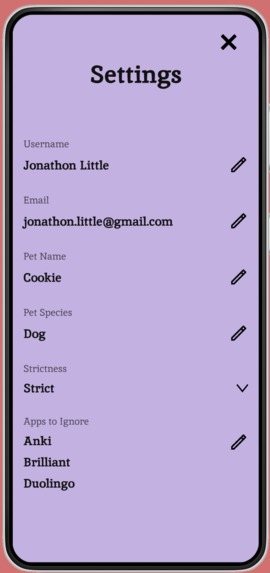 Settings
Username
Jonathon Little
Email
jonathon.little@gmail.com
Pet Name
Cookie
Pet Species
Dog
Strictness
Strict
Apps to Ignore
Anki
Brilliant
Duolingo